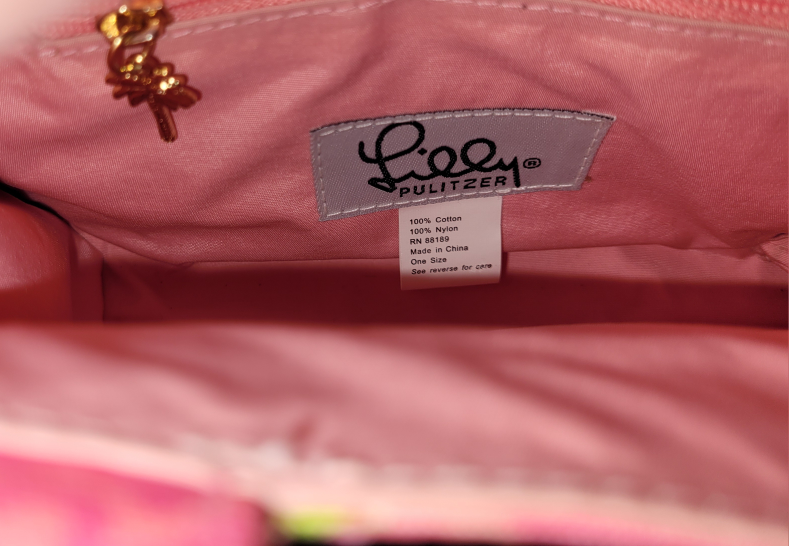 Lilly®
PULITZER
100% Cotton
100% Nylon
RN 88189
Made in China
One Size
See reverse for care